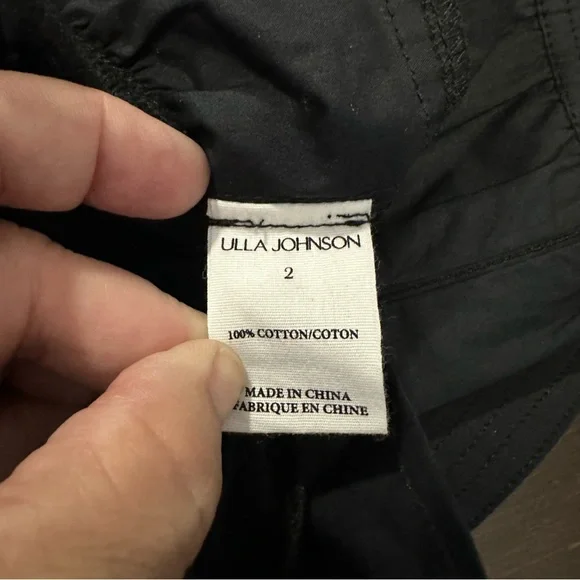 ULLA JOHNSON
2
100% COTTON/COTON
MADE IN CHINA
FABRIQUE EN CHINE